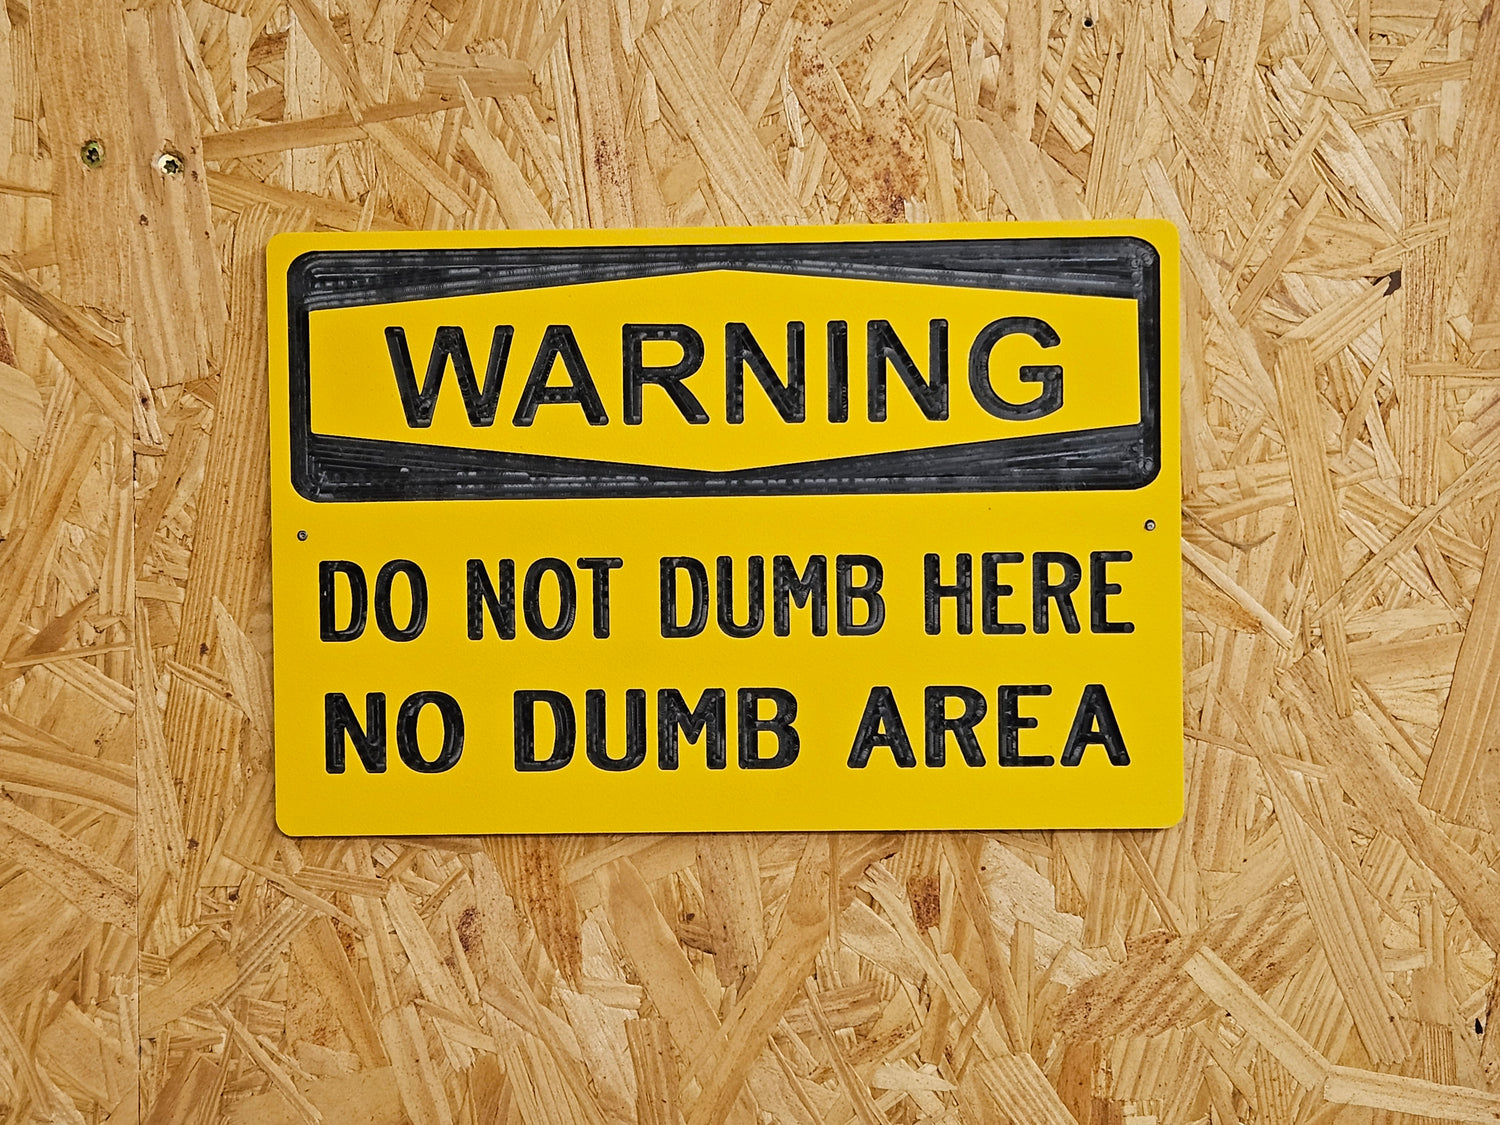 WARNING
DO NOT DUMB HERE
NO DUMB AREA